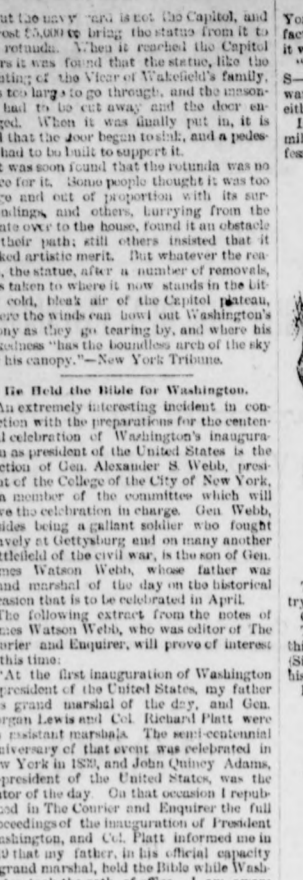 but the navy yard is not the Capitol, and
cost $5,000 to bring the status from it to
rotunda. When it reached the Capitol
rs it was found that the statue, like the
ting of the Vicar of Wakefield's family,
s too large to go through, and the mason-
had to be cut away and the door en-
ged. When it was finally put in, it is
d that the door began to sink, and a pedes-
had to be built to support it.
t was soon found that the rotunda was no
ce for it. Some people thought it was too
ge and out of proportion with its sur-
ndings, and others, hurrying from the
ate over to the house, found it an obstacle
their path; still others insisted that it
ked artistic merit. But whatever the rea-
, the statue, after a number of removals,
s taken to where it now stands in the bit-
cold, bleak air of the Capitol plateau,
ere the winds can howl out Washington's
ony as they go tearing by, and where his
kedness "has the boundless arch of the sky
his canopy."—New York Tribune.
He Held the Bible for Washington.
An extremely interesting incident in con-
ction with the preparations for the centen-
l celebration of Washington's inaugura-
n as president of the United States is the
ction of Gen. Alexander S. Webb, presi-
nt of the College of the City of New York,
a member of the committee which will
ve the celebration in charge. Gen. Webb,
ides being a gallant soldier who fought
avely at Gettysburg and on many another
ttlefield of the civil war, is the son of Gen.
mes Watson Webb, whose father was
nd marshal of the day on the historical
casion that is to be celebrated in April.
The following extract from the notes of
mes Watson Webb, who was editor of The
urier and Enquirer, will prove of interest
this time:
"At the first inauguration of Washington
president of the United States, my father
s grand marshal of the day, and Gen.
organ Lewis and Col. Richard Platt were
assistant marshals. The semi-centennial
niversary of that event was celebrated in
w York in 1839, and John Quincy Adams,
president of the United States, was the
ator of the day. On that occasion I repub-
ed in The Courier and Enquirer the full
oceedings of the inauguration of President
ashington, and Col. Platt informed me in
9 that my father, in his official capacity
grand marshal, held the Bible while Wash-